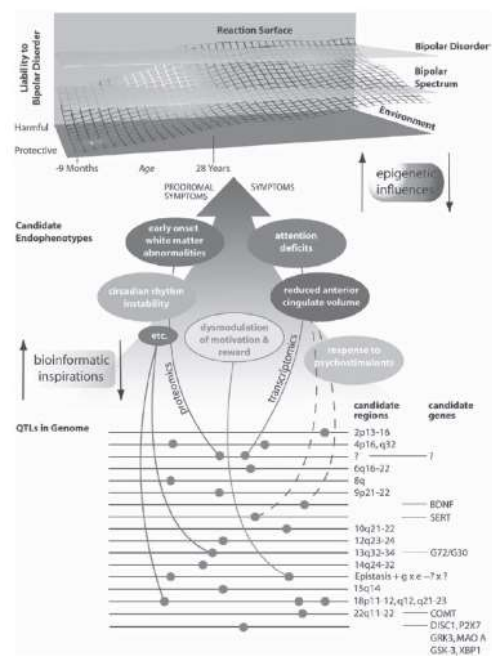 Reaction Surface
Liability to
Bipolar Disorder
Bipolar Disorder
Bipolar
Spectrum
Environment
Harmful
Protective
-9 Months
Age
28 Years
PRODROMAL
SYMPTOMS
SYMPTOMS
epigenetic
influences
Candidate
Endophenotypes
early onset
white matter
abnormalities
attention
deficits
circadian rhythm
instability
reduced anterior
cingulate volume
etc.
dysmodulation
of motivation &
reward
response to
psychostimulants
bioinformatic
inspirations
proteomics
transcriptomics
candidate
regions
candidate
genes
QTLs in Genome
2p13-16
4p16, q32
? ?
6q16-22
8q
9p21-22
BDNF
SERT
10q21-22
12q23-24
13q32-34 G72/G30
14q24-32
Epistasis + g x e -? x ?
15q14
18p11-12, q12, q21-23
22q11-22 COMT
DISC1, P2X7
GRK3, MAO A
GSK-3, XBP1